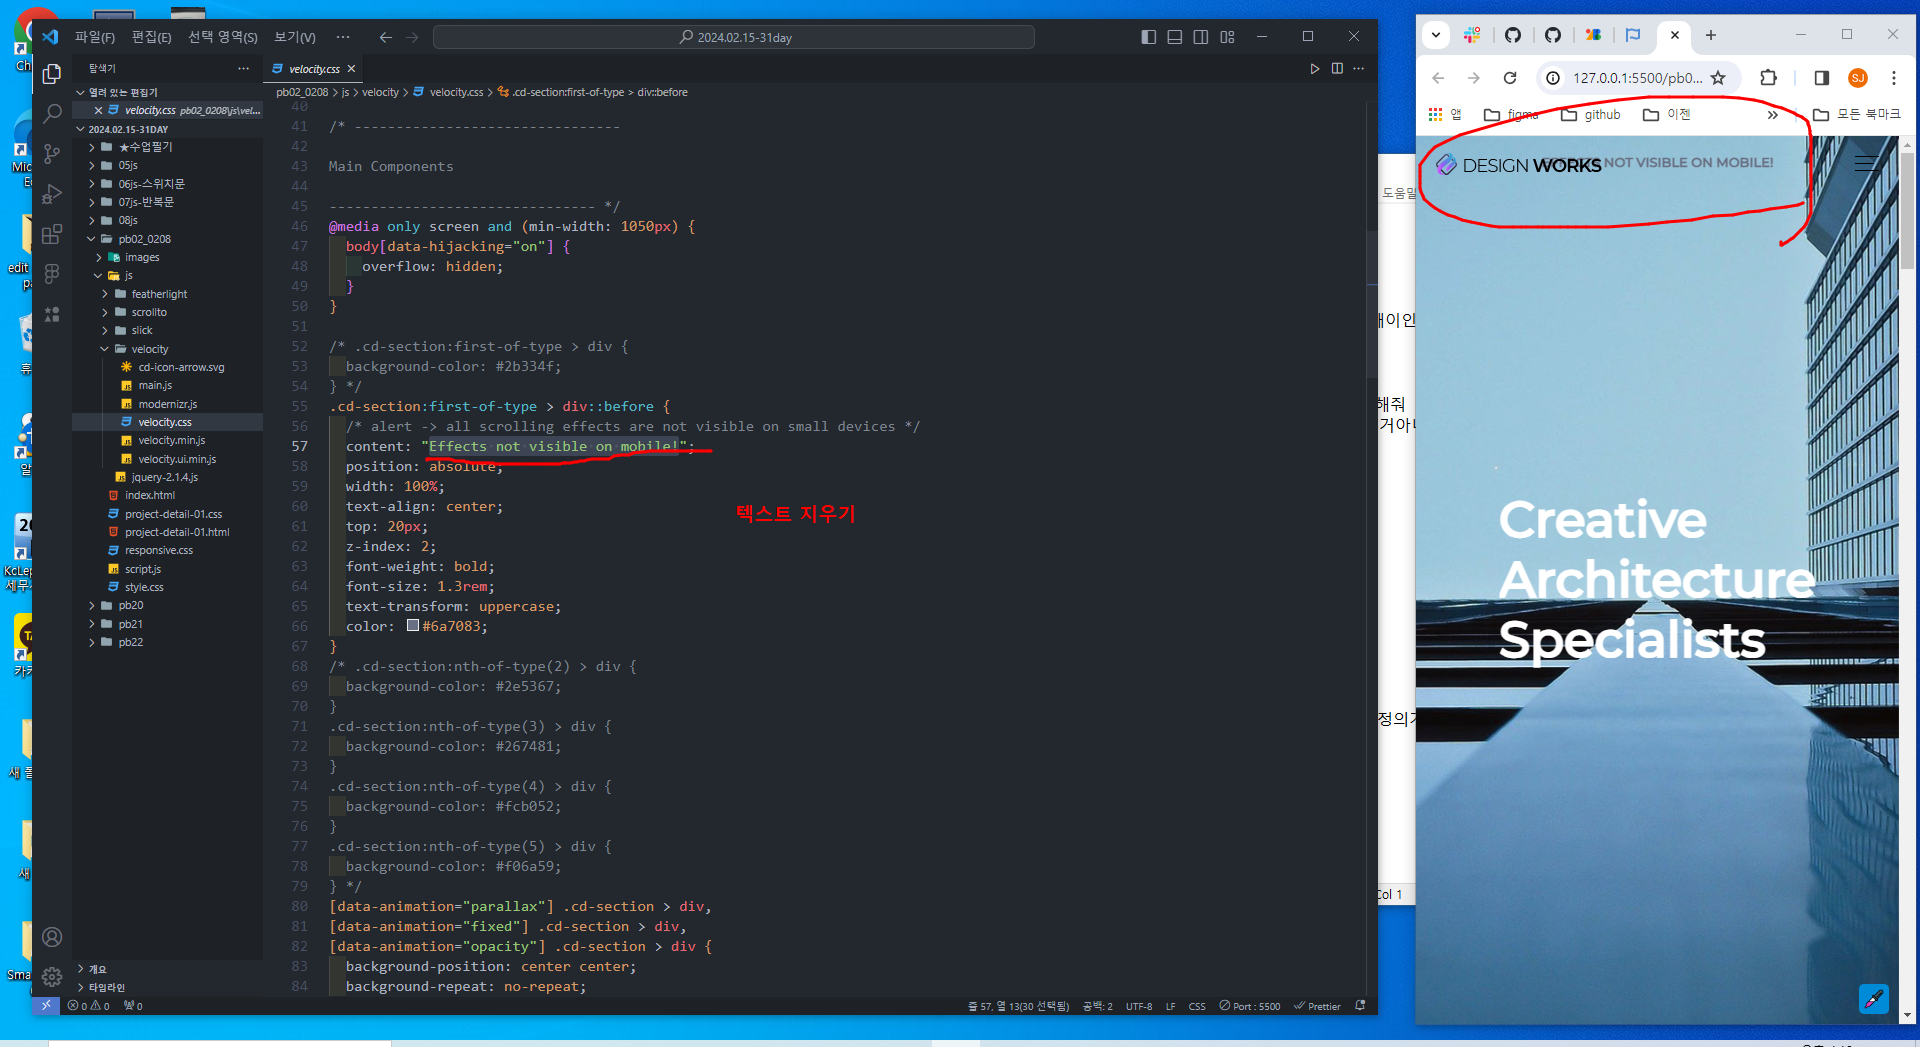 파일(F) 편집(E) 선택 영역(S) 보기(V) ··· 2024.02.15-31day
탐색기 ···
열려 있는 편집기
velocity.css pb02_0208\js\vel...
2024.02.15-31DAY
★수업필기
05js
06js-스위치문
07js-반복문
08js
pb02_0208
images
js
featherlight
scrollto
slick
velocity
cd-icon-arrow.svg
main.js
modernizr.js
velocity.css
velocity.min.js
velocity.ui.min.js
jquery-2.1.4.js
index.html
project-detail-01.css
project-detail-01.html
responsive.css
script.js
style.css
pb20
pb21
pb22
개요
타임라인
velocity.css
pb02_0208 > js > velocity > velocity.css > .cd-section:first-of-type > div::before
40
41 /* --------------------------------
42
43 Main Components
44
45 -------------------------------- */
46 @media only screen and (min-width: 1050px) {
47 body[data-hijacking="on"] {
48 overflow: hidden;
49 }
50 }
51
52 /* .cd-section:first-of-type > div {
53 background-color: #2b334f;
54 } */
55 .cd-section:first-of-type > div::before {
56 /* alert -> all scrolling effects are not visible on small devices */
57 content: "Effects not visible on mobile!";
58 position: absolute;
59 width: 100%;
60 text-align: center;
61 top: 20px;
62 z-index: 2;
63 font-weight: bold;
64 font-size: 1.3rem;
65 text-transform: uppercase;
66 color: #6a7083;
67 }
68 /* .cd-section:nth-of-type(2) > div {
69 background-color: #2e5367;
70 }
71 .cd-section:nth-of-type(3) > div {
72 background-color: #267481;
73 }
74 .cd-section:nth-of-type(4) > div {
75 background-color: #fcb052;
76 }
77 .cd-section:nth-of-type(5) > div {
78 background-color: #f06a59;
79 } */
80 [data-animation="parallax"] .cd-section > div,
81 [data-animation="fixed"] .cd-section > div,
82 [data-animation="opacity"] .cd-section > div {
83 background-position: center center;
84 background-repeat: no-repeat;
텍스트 지우기
0 0 0
줄 57, 열 13(30 선택됨) 공백: 2 UTF-8 LF CSS Port : 5500 Prettier
도움말
해줘
정의
Col 1
127.0.0.1:5500/pb0... SJ
앱 figma github 이젠 » 모든 북마크
DESIGN WORKS NOT VISIBLE ON MOBILE!
Creative
Architecture
Specialists